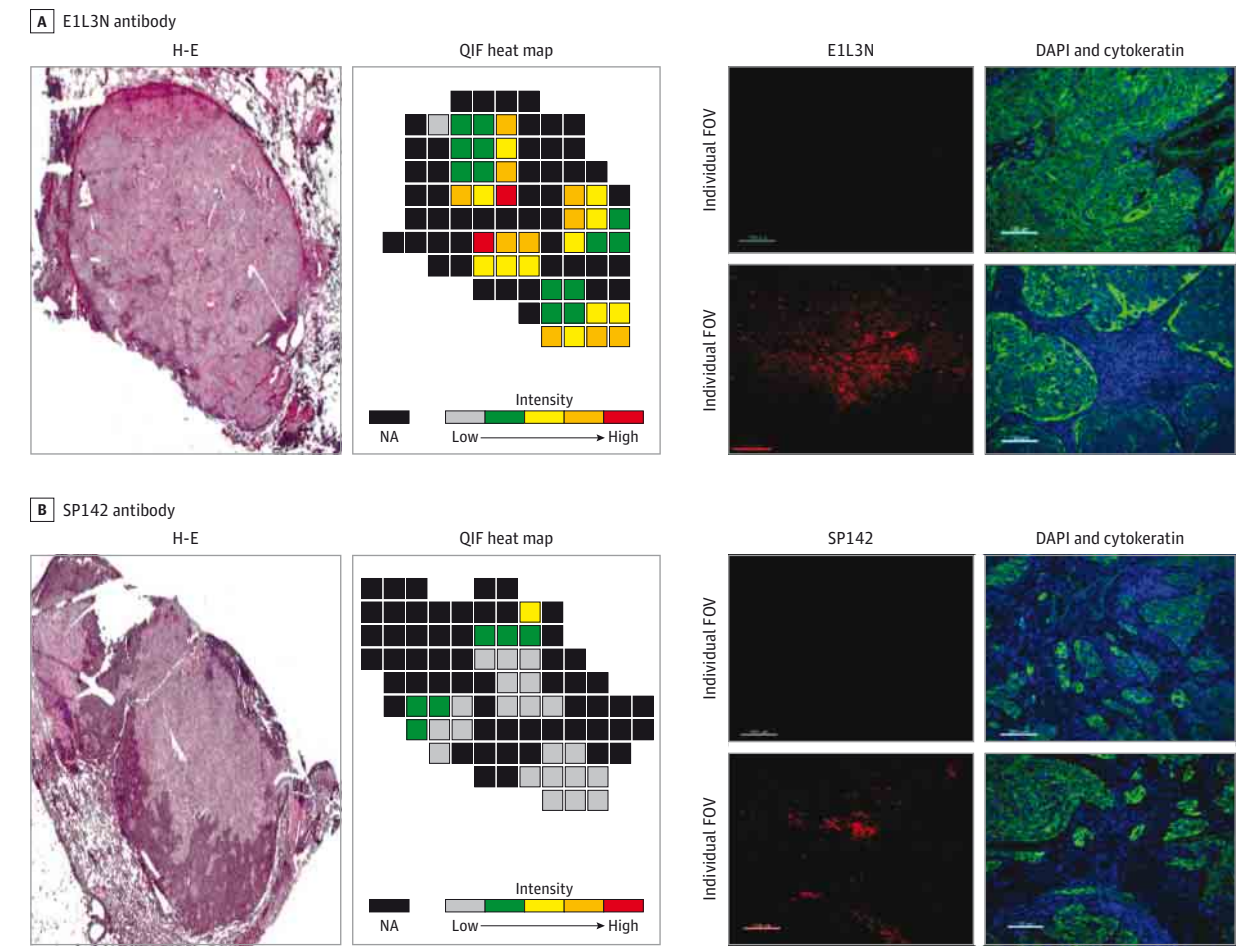 A E1L3N antibody
H-E
QIF heat map
E1L3N
DAPI and cytokeratin
Individual FOV
Individual FOV
Intensity
NA
Low
High
B SP142 antibody
H-E
QIF heat map
SP142
DAPI and cytokeratin
Individual FOV
Individual FOV
Intensity
NA
Low
High